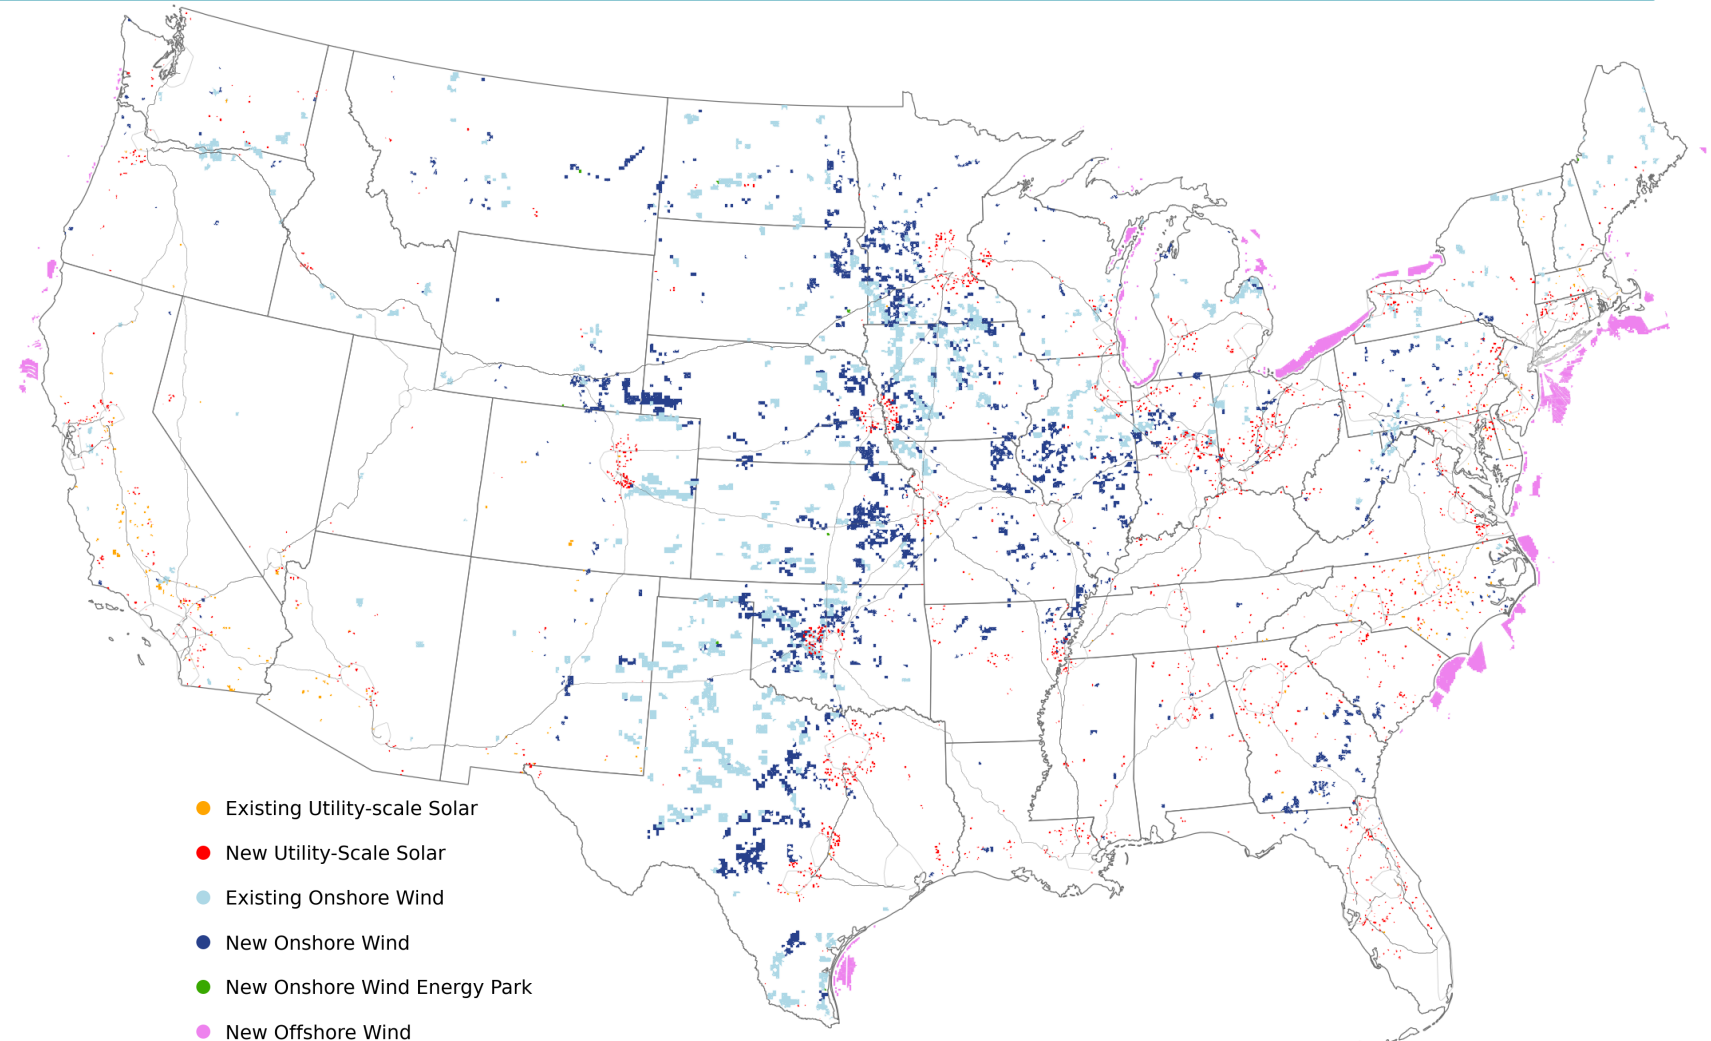 Existing Utility-scale Solar
New Utility-Scale Solar
Existing Onshore Wind
New Onshore Wind
New Onshore Wind Energy Park
New Offshore Wind